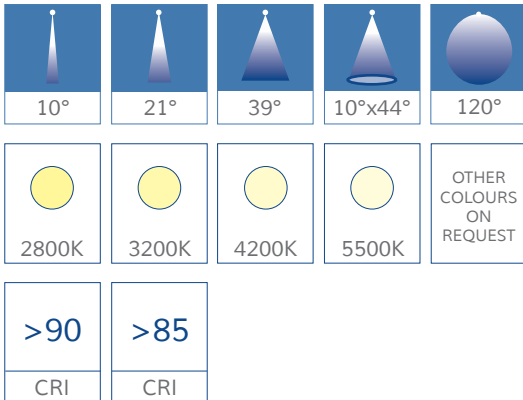 10° 21° 39° 10°x44° 120°
2800K 3200K 4200K 5500K
OTHER
COLOURS
ON
REQUEST
>90 >85
CRI CRI